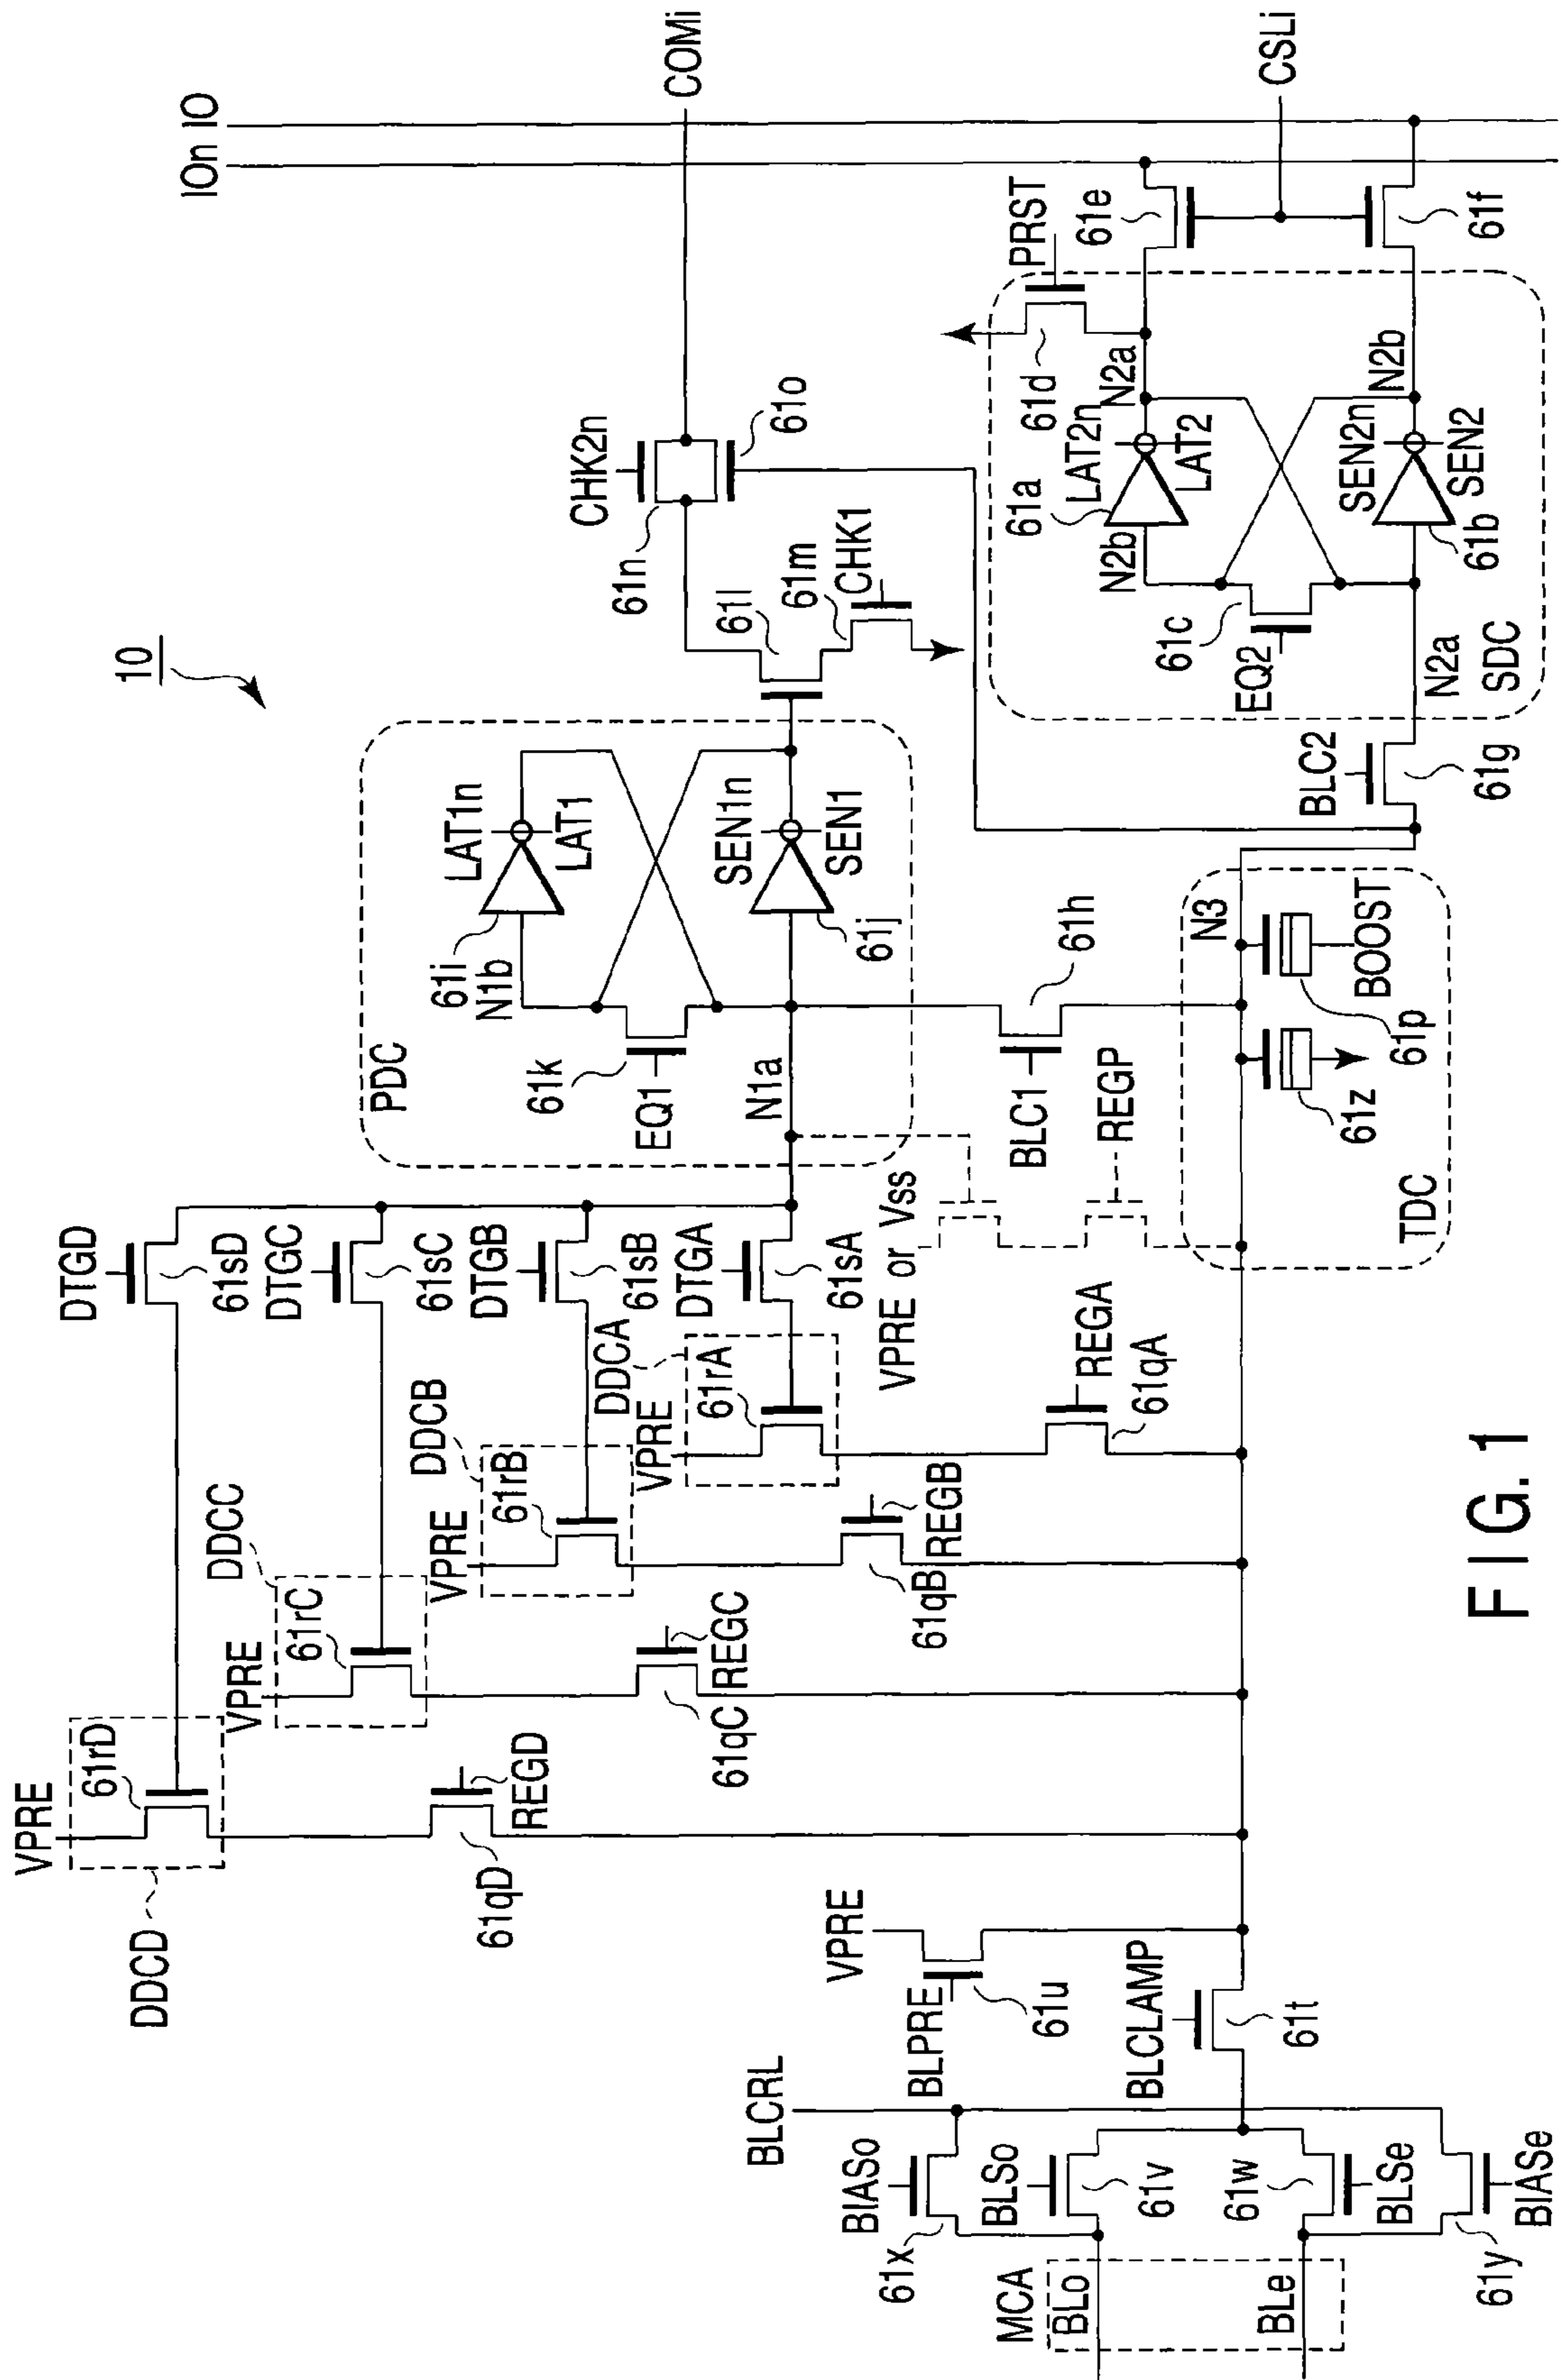 10
IOn IO
COMi
CSLi
PRST
61e
61f
CHK2n
61n
61o
61l
61m
CHK1
61d
N2a
61a
LAT2n
LAT2
N2b
61c
EQ2
SEN2n
SEN2
N2b
61b
N2a
SDC
BLC2
61g
PDC
LAT1n
LAT1
61i
N1b
SEN1n
SEN1
61j
61k
EQ1
N1a
61h
BLC1
REGP
VPRE or Vss
N3
BOOST
61p
61z
TDC
DTGD
61sD
DTGC
61sC
DTGB
61sB
DTGA
61sA
DDCA
VPRE
61rA
REGA
61qA
DDCB
VPRE
61rB
REGB
61qB
DDCC
VPRE
61rC
REGC
61qC
VPRE
61rD
DDCD
REGD
61qD
VPRE
BLPRE
61u
BLCLAMP
61t
BLCRL
BIASo
61x
BLSo
61v
61w
BLSe
BIASe
61y
MCA
BLo
BLe
FIG. 1